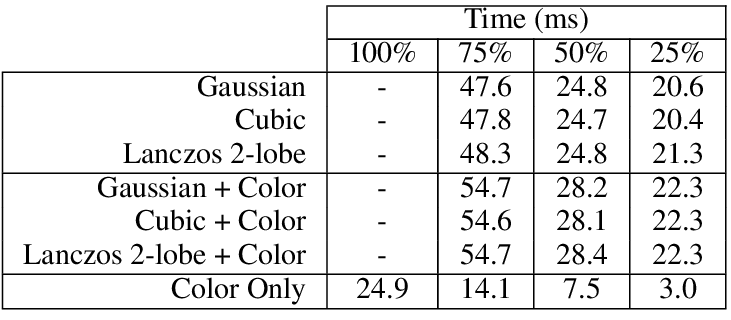 Time (ms)
100% 75% 50% 25%
Gaussian - 47.6 24.8 20.6
Cubic - 47.8 24.7 20.4
Lanczos 2-lobe - 48.3 24.8 21.3
Gaussian + Color - 54.7 28.2 22.3
Cubic + Color - 54.6 28.1 22.3
Lanczos 2-lobe + Color - 54.7 28.4 22.3
Color Only 24.9 14.1 7.5 3.0